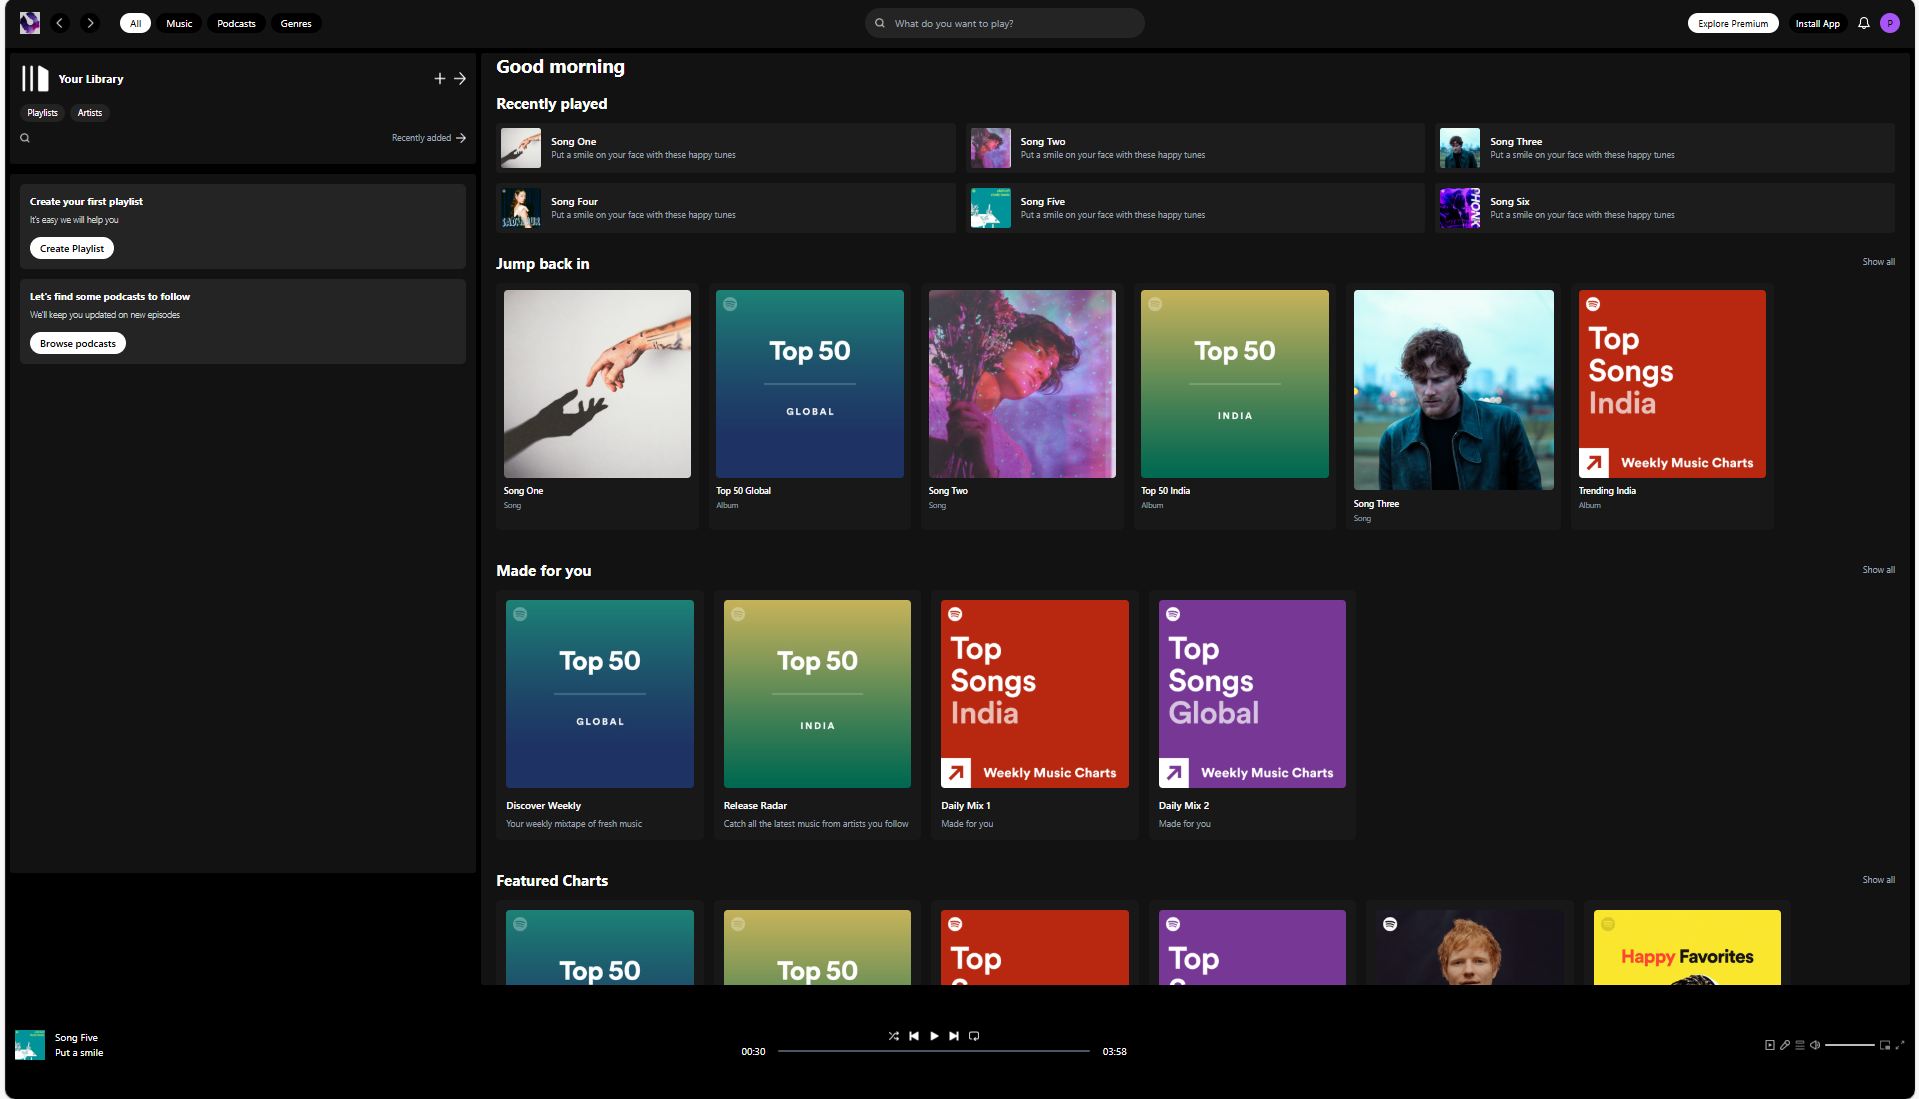 All
Music
Podcasts
Genres
What do you want to play?
Explore Premium
Install App
P
Your Library
Playlists
Artists
Recently added
Create your first playlist
It's easy we will help you
Create Playlist
Let's find some podcasts to follow
We'll keep you updated on new episodes
Browse podcasts
Good morning
Recently played
Song One
Put a smile on your face with these happy tunes
Song Two
Put a smile on your face with these happy tunes
Song Three
Put a smile on your face with these happy tunes
Song Four
Put a smile on your face with these happy tunes
Song Five
Put a smile on your face with these happy tunes
PHONK
Song Six
Put a smile on your face with these happy tunes
Jump back in
Show all
Song One
Song
Top 50
GLOBAL
Top 50 Global
Album
Song Two
Song
Top 50
INDIA
Top 50 India
Album
Song Three
Song
Top
Songs
India
Weekly Music Charts
Trending India
Album
Made for you
Show all
Top 50
GLOBAL
Discover Weekly
Your weekly mixtape of fresh music
Top 50
INDIA
Release Radar
Catch all the latest music from artists you follow
Top
Songs
India
Weekly Music Charts
Daily Mix 1
Made for you
Top
Songs
Global
Weekly Music Charts
Daily Mix 2
Made for you
Featured Charts
Show all
Top 50
Top 50
Top
Top
Happy Favorites
Song Five
Put a smile
00:30
03:58